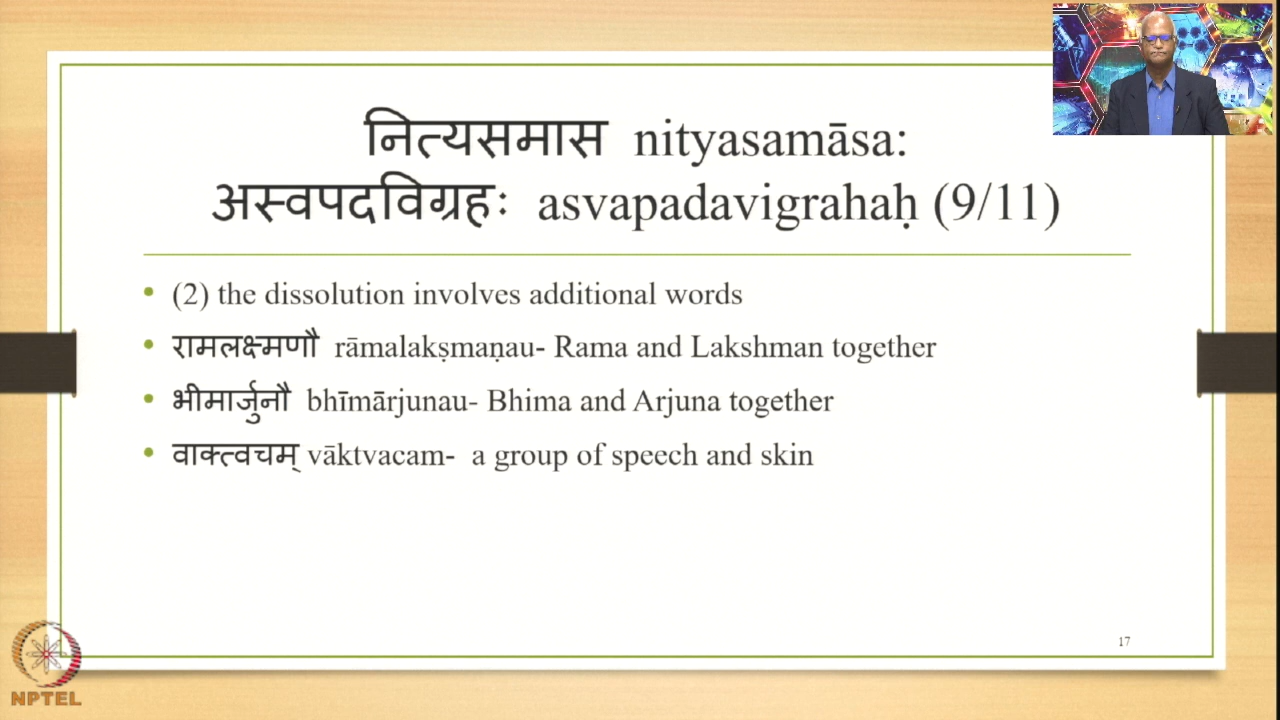 नित्यसमास nityasamāsa:
अस्वपदविग्रहः asvapadavigrahaḥ (9/11)
• (2) the dissolution involves additional words
• रामलक्ष्मणौ rāmalakṣmaṇau- Rama and Lakshman together
• भीमार्जुनौ bhīmārjunau- Bhima and Arjuna together
• वाक्त्वचम् vāktvacam- a group of speech and skin
17
NPTEL